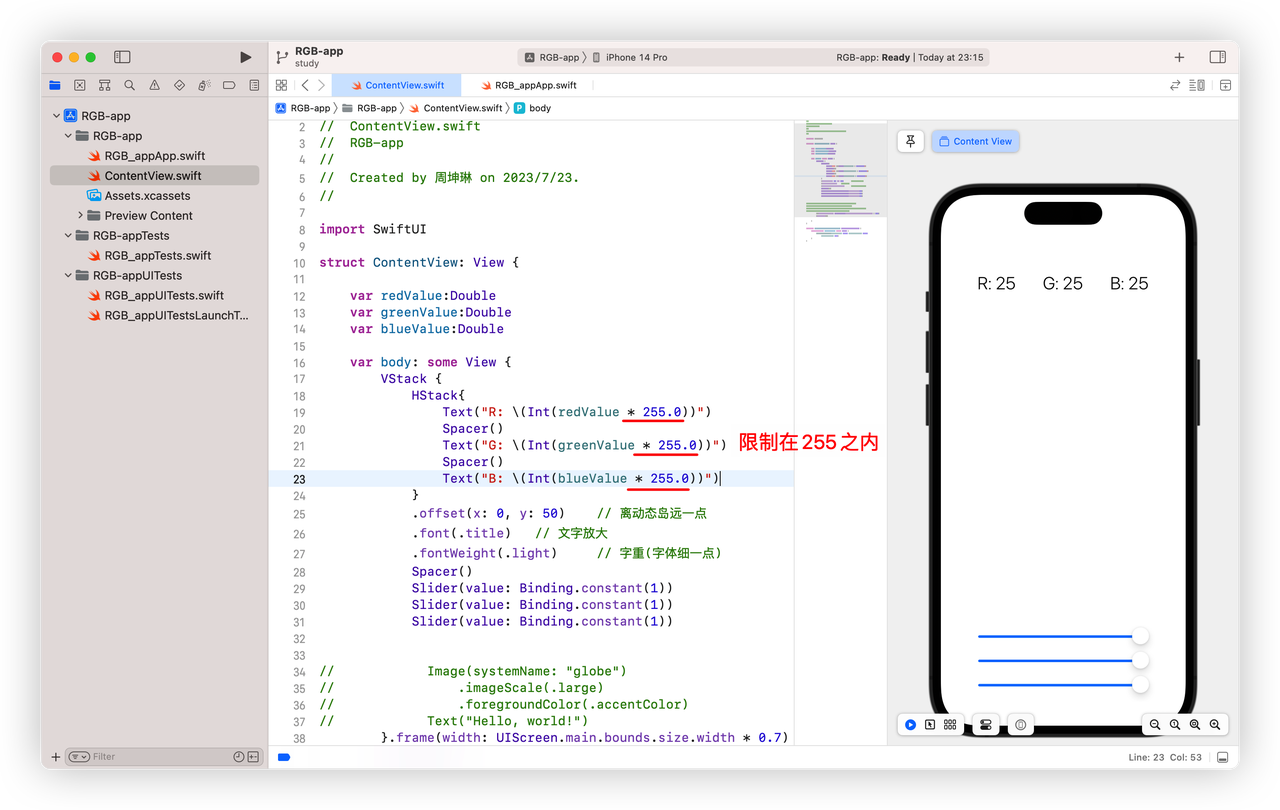 RGB-app
study
RGB-app
iPhone 14 Pro
RGB-app: Ready | Today at 23:15
ContentView.swift
RGB_appApp.swift
RGB-app
RGB-app
ContentView.swift
P
body
RGB-app
RGB-app
RGB_appApp.swift
ContentView.swift
Assets.xcassets
Preview Content
RGB-appTests
RGB_appTests.swift
RGB-appUITests
RGB_appUITests.swift
RGB_appUITestsLaunchT...
2 //  ContentView.swift
3 //  RGB-app
4 //
5 //  Created by 周坤琳 on 2023/7/23.
6 //
7
8 import SwiftUI
9
10 struct ContentView: View {
11
12     var redValue:Double
13     var greenValue:Double
14     var blueValue:Double
15
16     var body: some View {
17         VStack {
18             HStack{
19                 Text("R: \(Int(redValue * 255.0))")
20                 Spacer()
21                 Text("G: \(Int(greenValue * 255.0))")
限制在255之内
22                 Spacer()
23                 Text("B: \(Int(blueValue * 255.0))")
24             }
25             .offset(x: 0, y: 50)    // 离动态岛远一点
26             .font(.title)   // 文字放大
27             .fontWeight(.light)     // 字重(字体细一点)
28             Spacer()
29             Slider(value: Binding.constant(1))
30             Slider(value: Binding.constant(1))
31             Slider(value: Binding.constant(1))
32
33
34 //            Image(systemName: "globe")
35 //                .imageScale(.large)
36 //                .foregroundColor(.accentColor)
37 //            Text("Hello, world!")
38         }.frame(width: UIScreen.main.bounds.size.width * 0.7)
Content View
R: 25 G: 25 B: 25
Filter
Line: 23 Col: 53